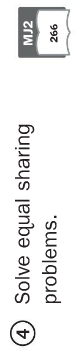 ④ Solve equal sharing
problems.
MJ2
266